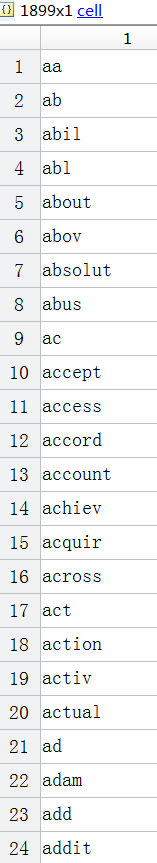 {} 1899x1 cell
1
1 aa
2 ab
3 abil
4 abl
5 about
6 abov
7 absolut
8 abus
9 ac
10 accept
11 access
12 accord
13 account
14 achiev
15 acquir
16 across
17 act
18 action
19 activ
20 actual
21 ad
22 adam
23 add
24 addit